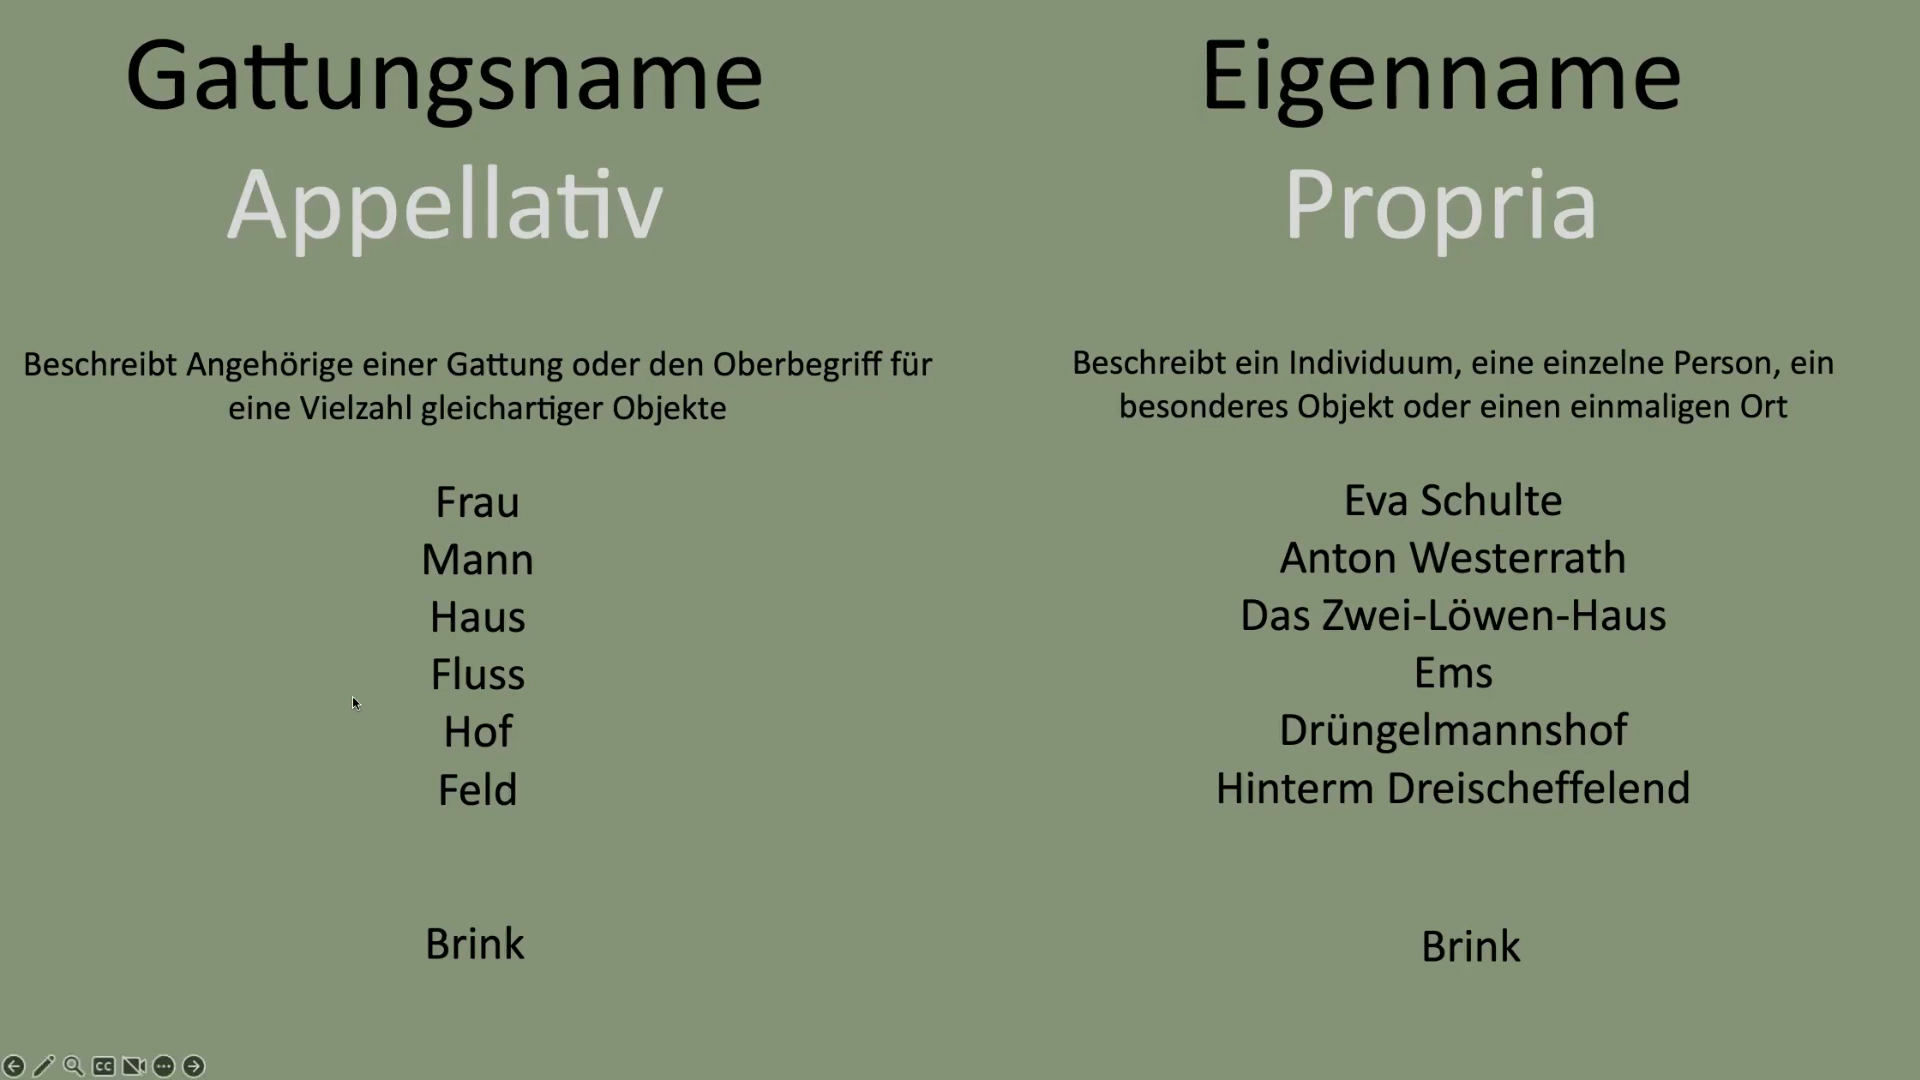 Gattungsname
Appellativ
Beschreibt Angehörige einer Gattung oder den Oberbegriff für
eine Vielzahl gleichartiger Objekte
Frau
Mann
Haus
Fluss
Hof
Feld
Brink
Eigenname
Propria
Beschreibt ein Individuum, eine einzelne Person, ein
besonderes Objekt oder einen einmaligen Ort
Eva Schulte
Anton Westerrath
Das Zwei-Löwen-Haus
Ems
Drüngelmannshof
Hinterm Dreischeffelend
Brink
CC